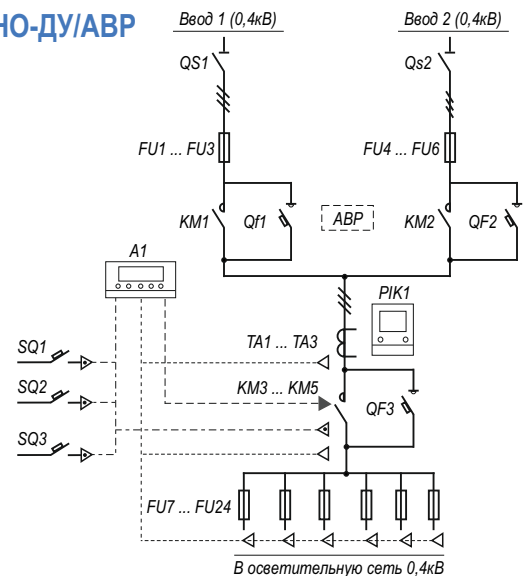 НО-ДУ/АВР
Ввод 1 (0,4кВ)
Ввод 2 (0,4кВ)
QS1
Qs2
FU1 ... FU3
FU4 ... FU6
KM1
Qf1
АВР
KM2
QF2
A1
PIK1
TA1 ... TA3
SQ1
KM3 ... KM5
SQ2
QF3
SQ3
FU7 ... FU24
В осветительную сеть 0,4кВ